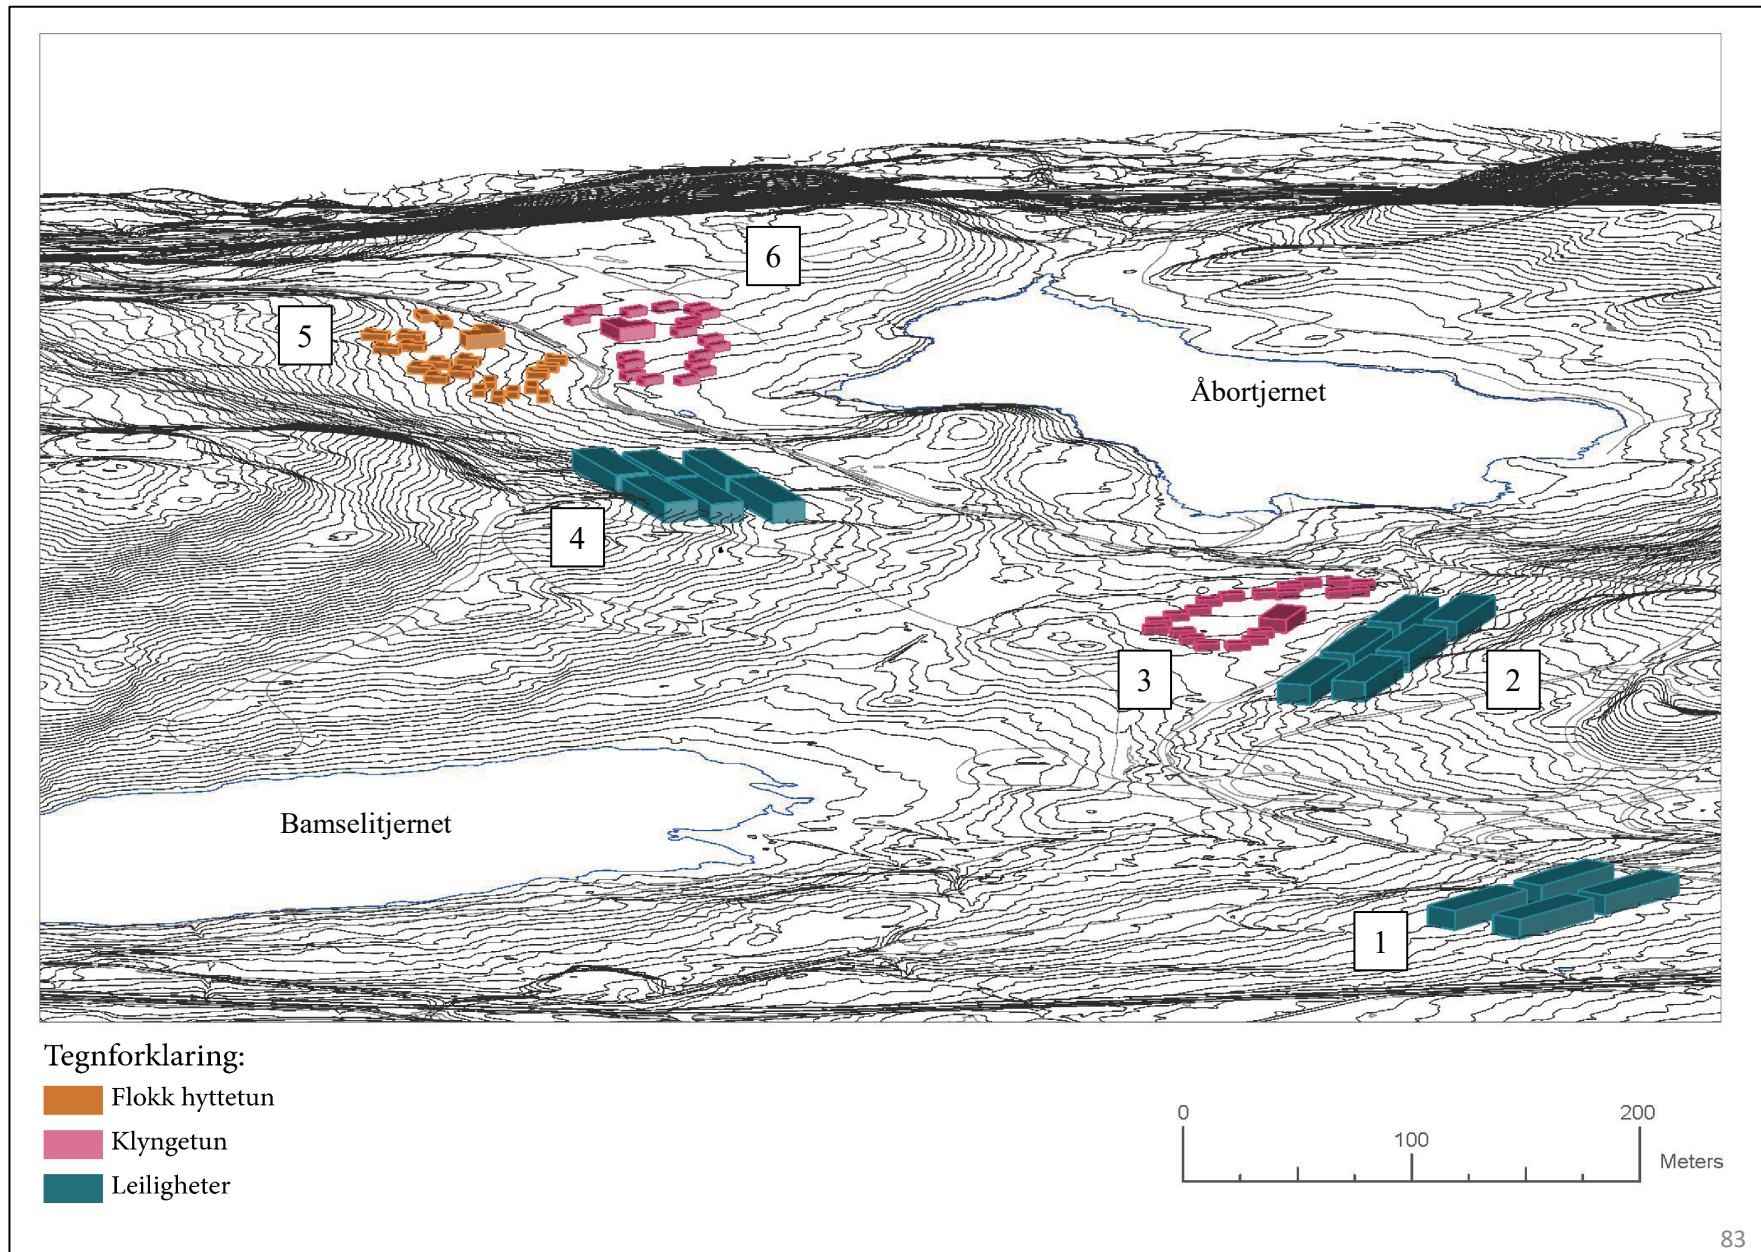 6
5
Åbortjernet
4
3
2
Bamselitjernet
1
Tegnforklaring:
Flokk hyttetun
Klyngetun
Leiligheter
0
200
100
Meters
83